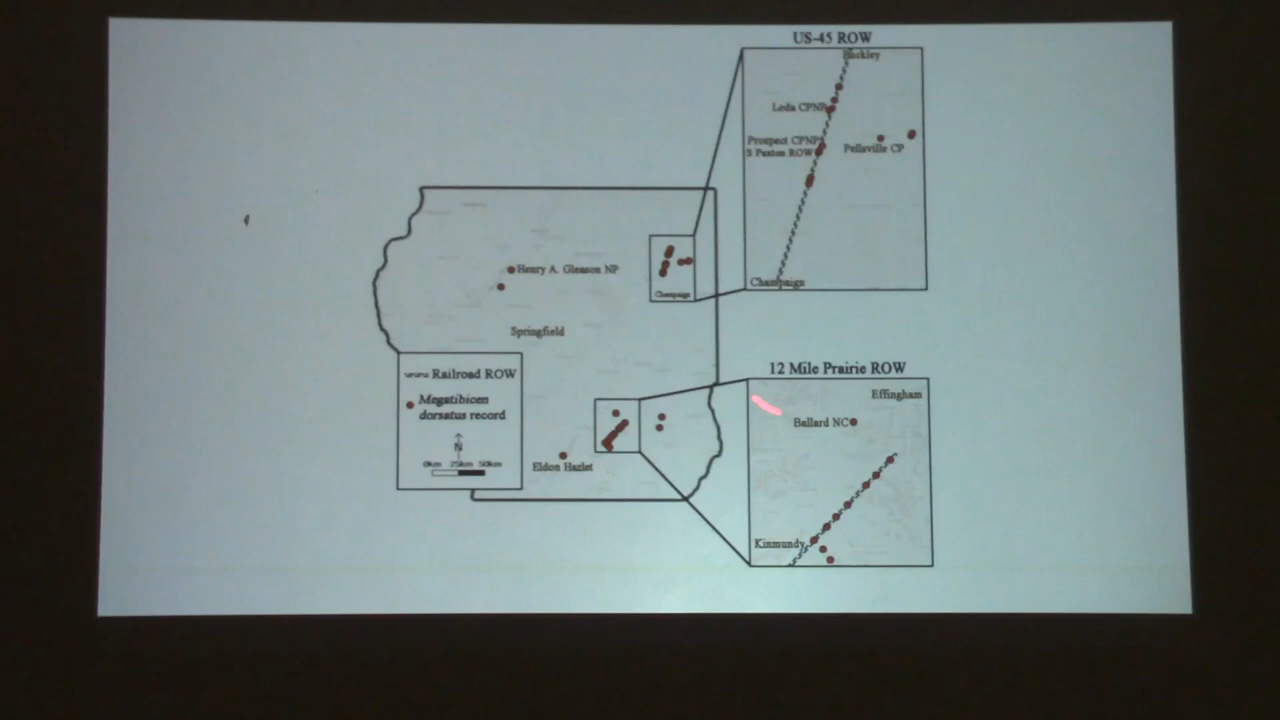 US-45 ROW
Buckley
Loda CPNP
Prospect CPNP
S Paxton ROW
Pellsville CP
Champaign
Henry A. Gleason NP
Champaign
Springfield
Railroad ROW
Megatibicen
dorsatus record
N
0km 25km 50km
Eldon Hazlet
12 Mile Prairie ROW
Effingham
Ballard NC
Kinmundy